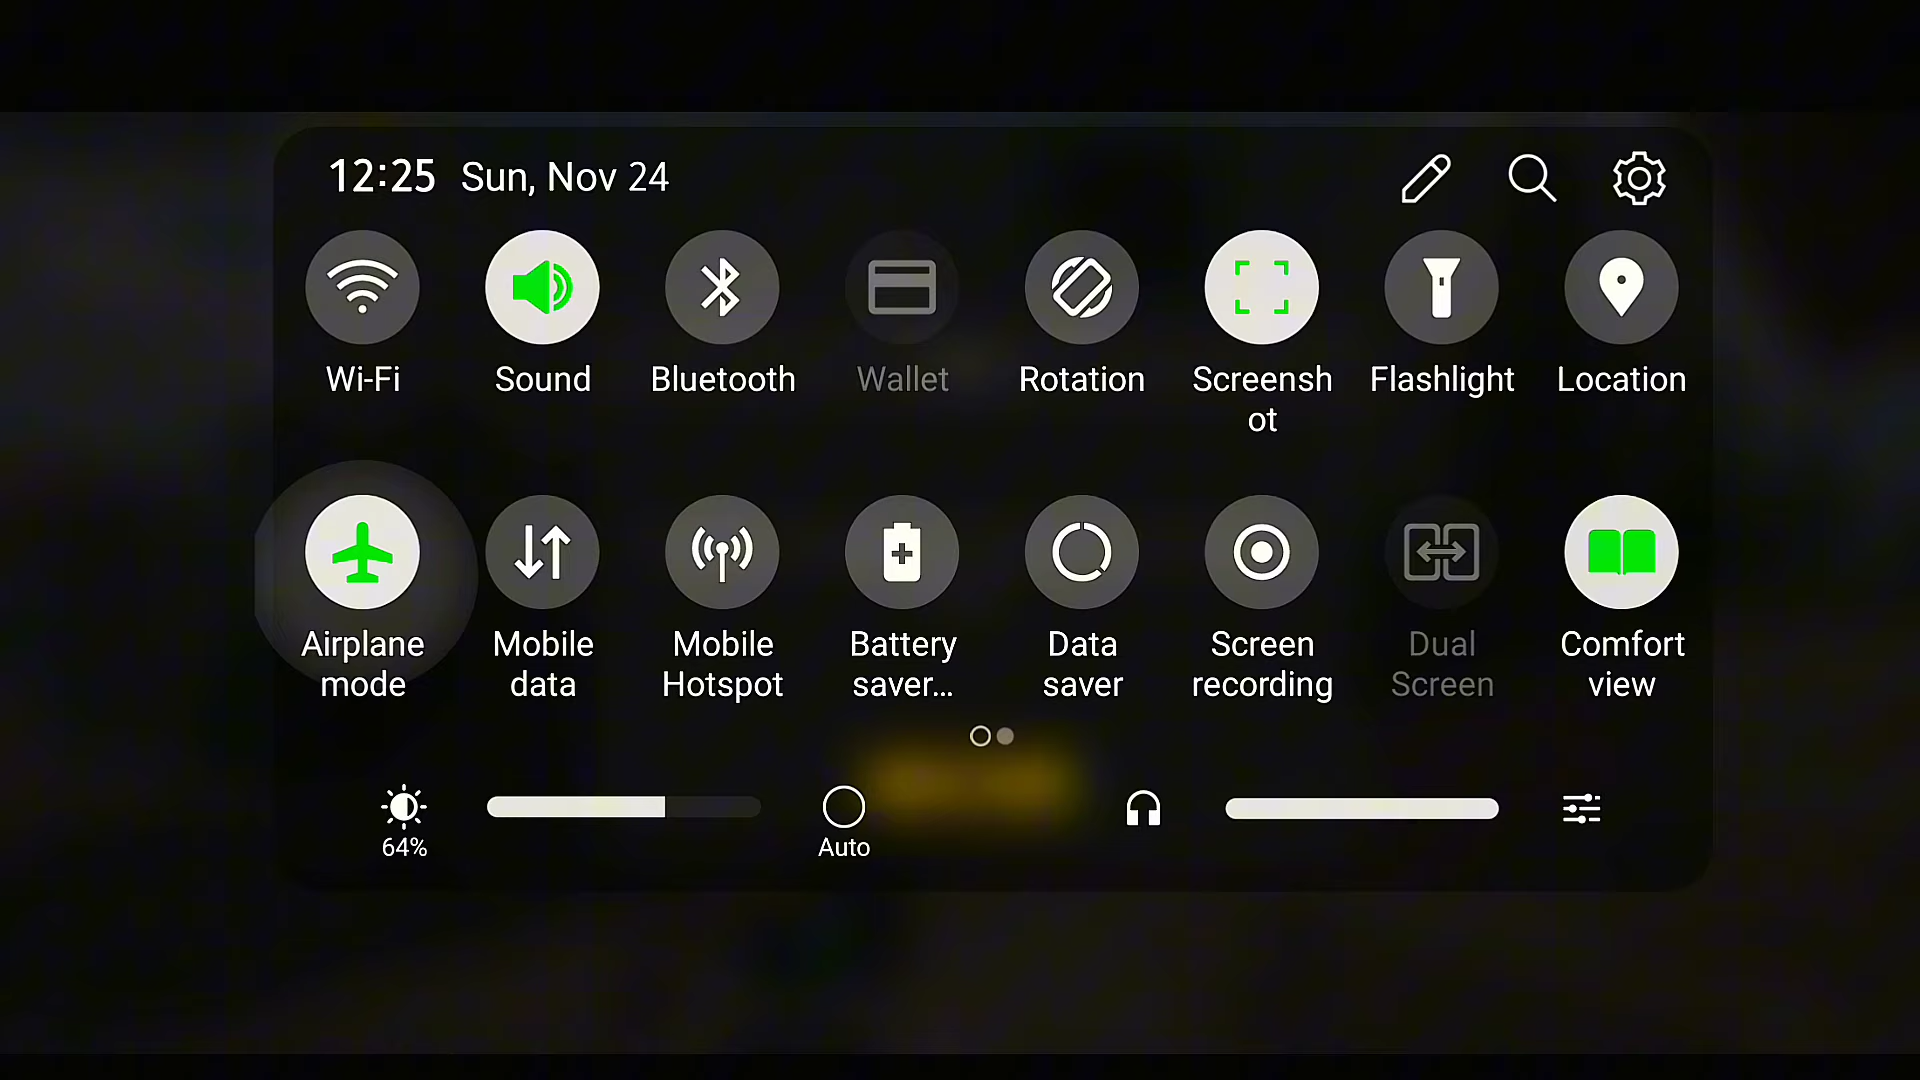 12:25 Sun, Nov 24
Wi-Fi Sound Bluetooth Wallet Rotation Screensh Flashlight Location
ot
Airplane Mobile Mobile Battery Data Screen Dual Comfort
mode data Hotspot saver... saver recording Screen view
64% Auto